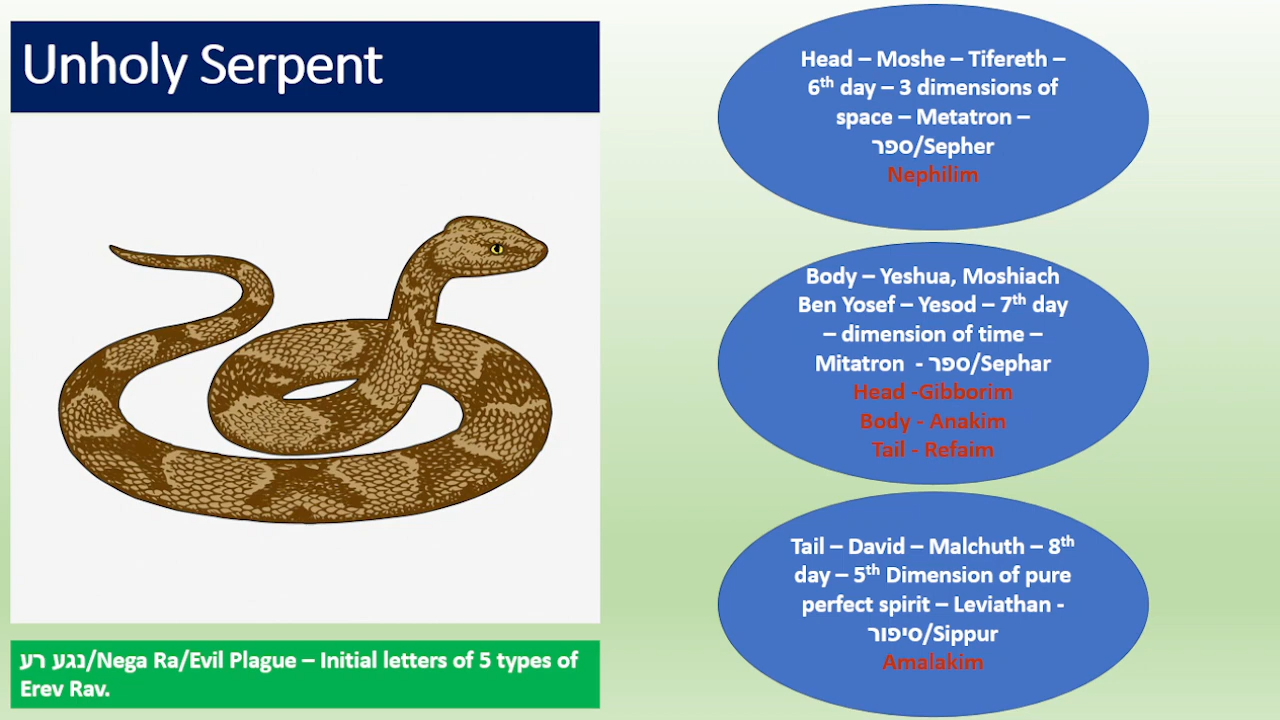 Unholy Serpent
נגע רע/Nega Ra/Evil Plague – Initial letters of 5 types of
Erev Rav.
Head – Moshe – Tifereth –
6th day – 3 dimensions of
space – Metatron –
ספר/Sepher
Nephilim
Body – Yeshua, Moshiach
Ben Yosef – Yesod – 7th day
– dimension of time –
Mitatron - ספר/Sephar
Head -Gibborim
Body - Anakim
Tail - Refaim
Tail – David – Malchuth – 8th
day – 5th Dimension of pure
perfect spirit – Leviathan -
סיפור/Sippur
Amalakim